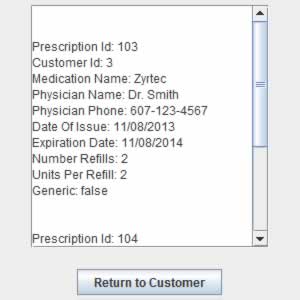 Prescription Id: 103
Customer Id: 3
Medication Name: Zyrtec
Physician Name: Dr. Smith
Physician Phone: 607-123-4567
Date Of Issue: 11/08/2013
Expiration Date: 11/08/2014
Number Refills: 2
Units Per Refill: 2
Generic: false
Prescription Id: 104
Return to Customer